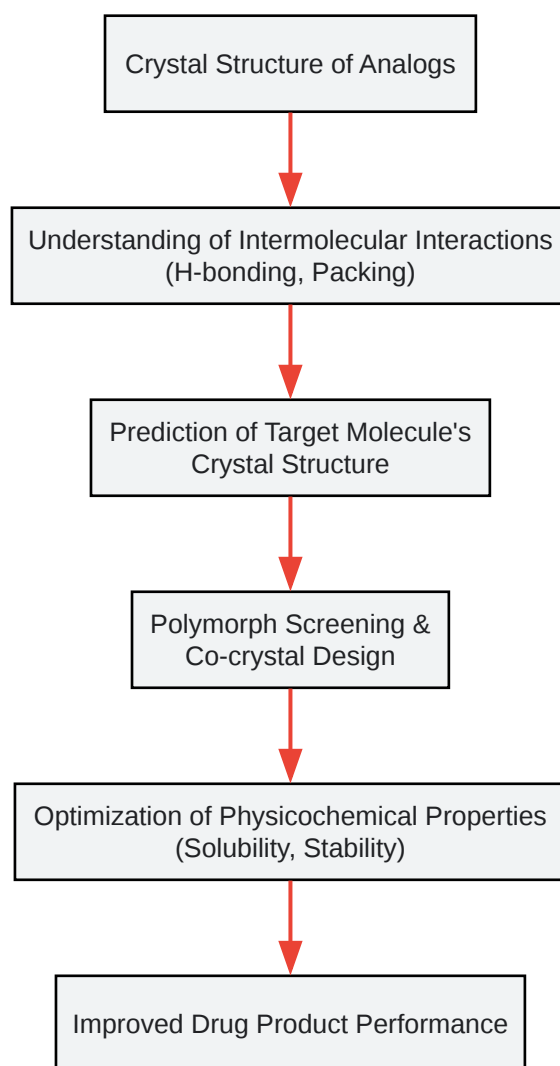 Crystal Structure of Analogs
Understanding of Intermolecular Interactions
(H-bonding, Packing)
Prediction of Target Molecule's
Crystal Structure
Polymorph Screening &
Co-crystal Design
Optimization of Physicochemical Properties
(Solubility, Stability)
Improved Drug Product Performance